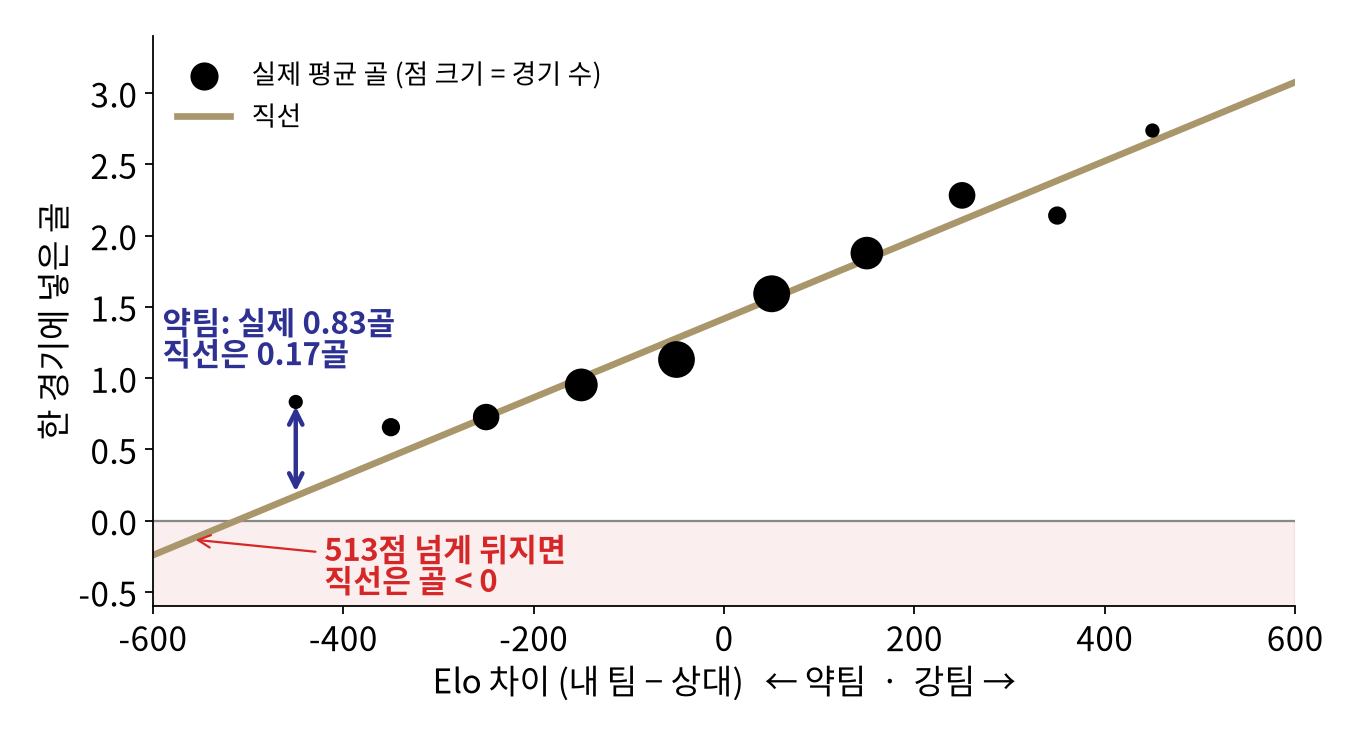 실제 평균 골 (점 크기 = 경기 수)
직선
3.0
2.5
2.0
1.5
1.0
0.5
0.0
-0.5
한 경기에 넣은 골
약팀: 실제 0.83골
직선은 0.17골
513점 넘게 뒤지면
직선은 골 < 0
-600 -400 -200 0 200 400 600
Elo 차이 (내 팀 − 상대) ← 약팀 · 강팀 →